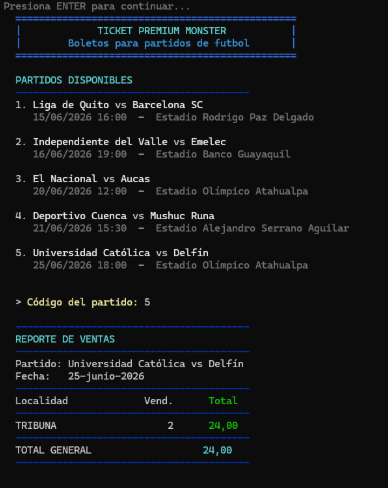 Presiona ENTER para continuar...
TICKET PREMIUM MONSTER
Boletos para partidos de futbol
PARTIDOS DISPONIBLES
1. Liga de Quito vs Barcelona SC
15/06/2026 16:00 - Estadio Rodrigo Paz Delgado
2. Independiente del Valle vs Emelec
16/06/2026 19:00 - Estadio Banco Guayaquil
3. El Nacional vs Aucas
20/06/2026 12:00 - Estadio Olímpico Atahualpa
4. Deportivo Cuenca vs Mushuc Runa
21/06/2026 15:30 - Estadio Alejandro Serrano Aguilar
5. Universidad Católica vs Delfín
25/06/2026 18:00 - Estadio Olímpico Atahualpa
> Código del partido: 5
REPORTE DE VENTAS
Partido: Universidad Católica vs Delfín
Fecha: 25-junio-2026
Localidad Vend. Total
TRIBUNA 2 24,00
TOTAL GENERAL 24,00